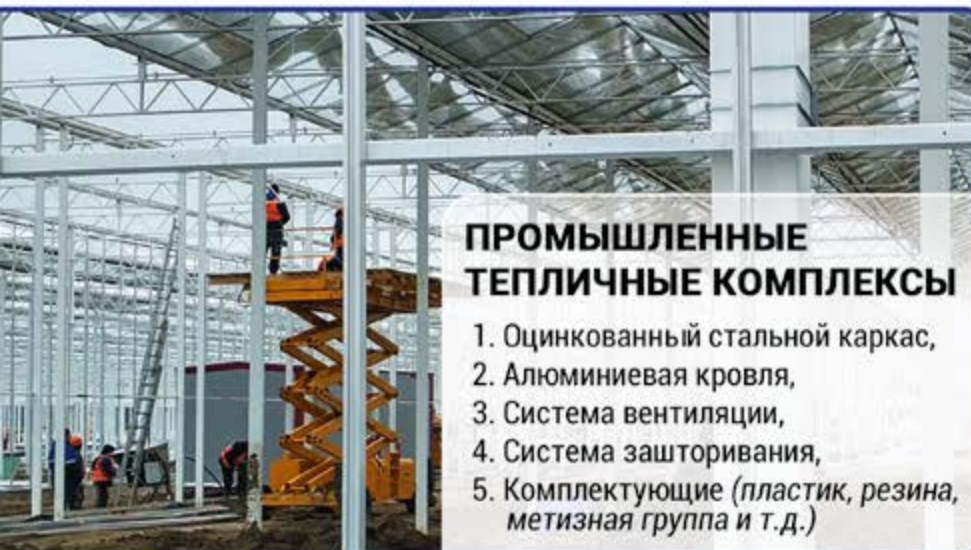 ПРОМЫШЛЕННЫЕ
ТЕПЛИЧНЫЕ КОМПЛЕКСЫ
1. Оцинкованный стальной каркас,
2. Алюминиевая кровля,
3. Система вентиляции,
4. Система зашторивания,
5. Комплектующие (пластик, резина,
метизная группа и т.д.)